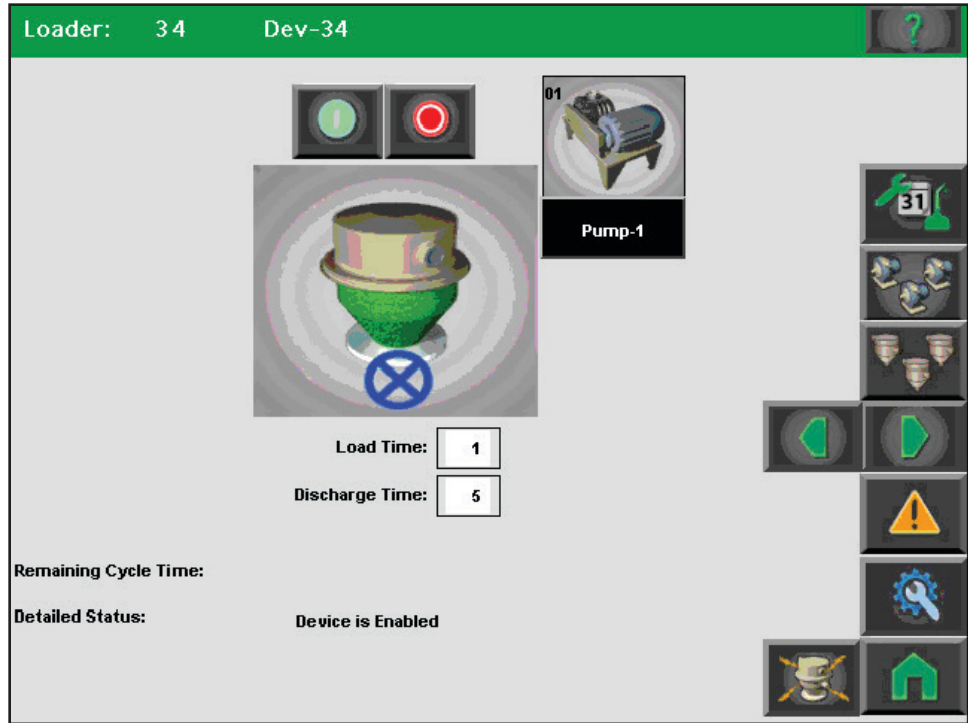 Loader: 34 Dev-34
?
01
31
Pump-1
Load Time: 1
Discharge Time: 5
Remaining Cycle Time:
Detailed Status: Device is Enabled